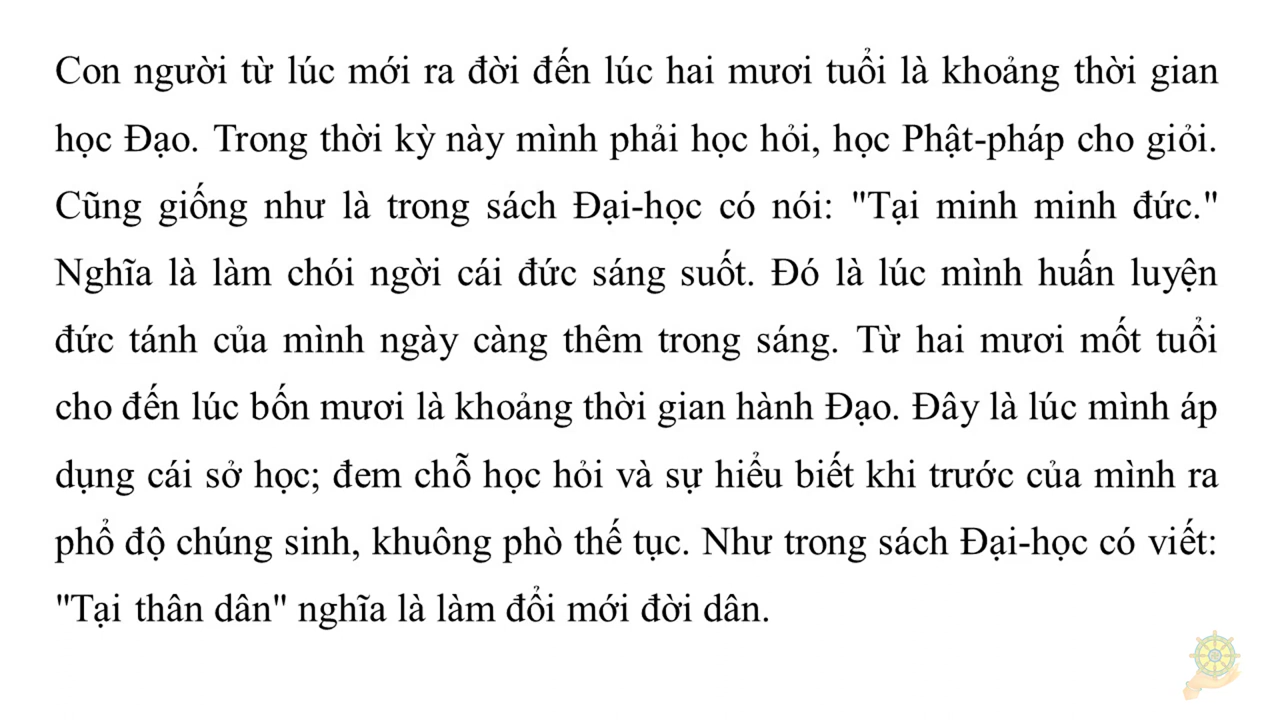 Con người từ lúc mới ra đời đến lúc hai mươi tuổi là khoảng thời gian
học Đạo. Trong thời kỳ này mình phải học hỏi, học Phật-pháp cho giỏi.
Cũng giống như là trong sách Đại-học có nói: "Tại minh minh đức."
Nghĩa là làm chói ngời cái đức sáng suốt. Đó là lúc mình huấn luyện
đức tánh của mình ngày càng thêm trong sáng. Từ hai mươi mốt tuổi
cho đến lúc bốn mươi là khoảng thời gian hành Đạo. Đây là lúc mình áp
dụng cái sở học; đem chỗ học hỏi và sự hiểu biết khi trước của mình ra
phổ độ chúng sinh, khuông phò thế tục. Như trong sách Đại-học có viết:
"Tại thân dân" nghĩa là làm đổi mới đời dân.